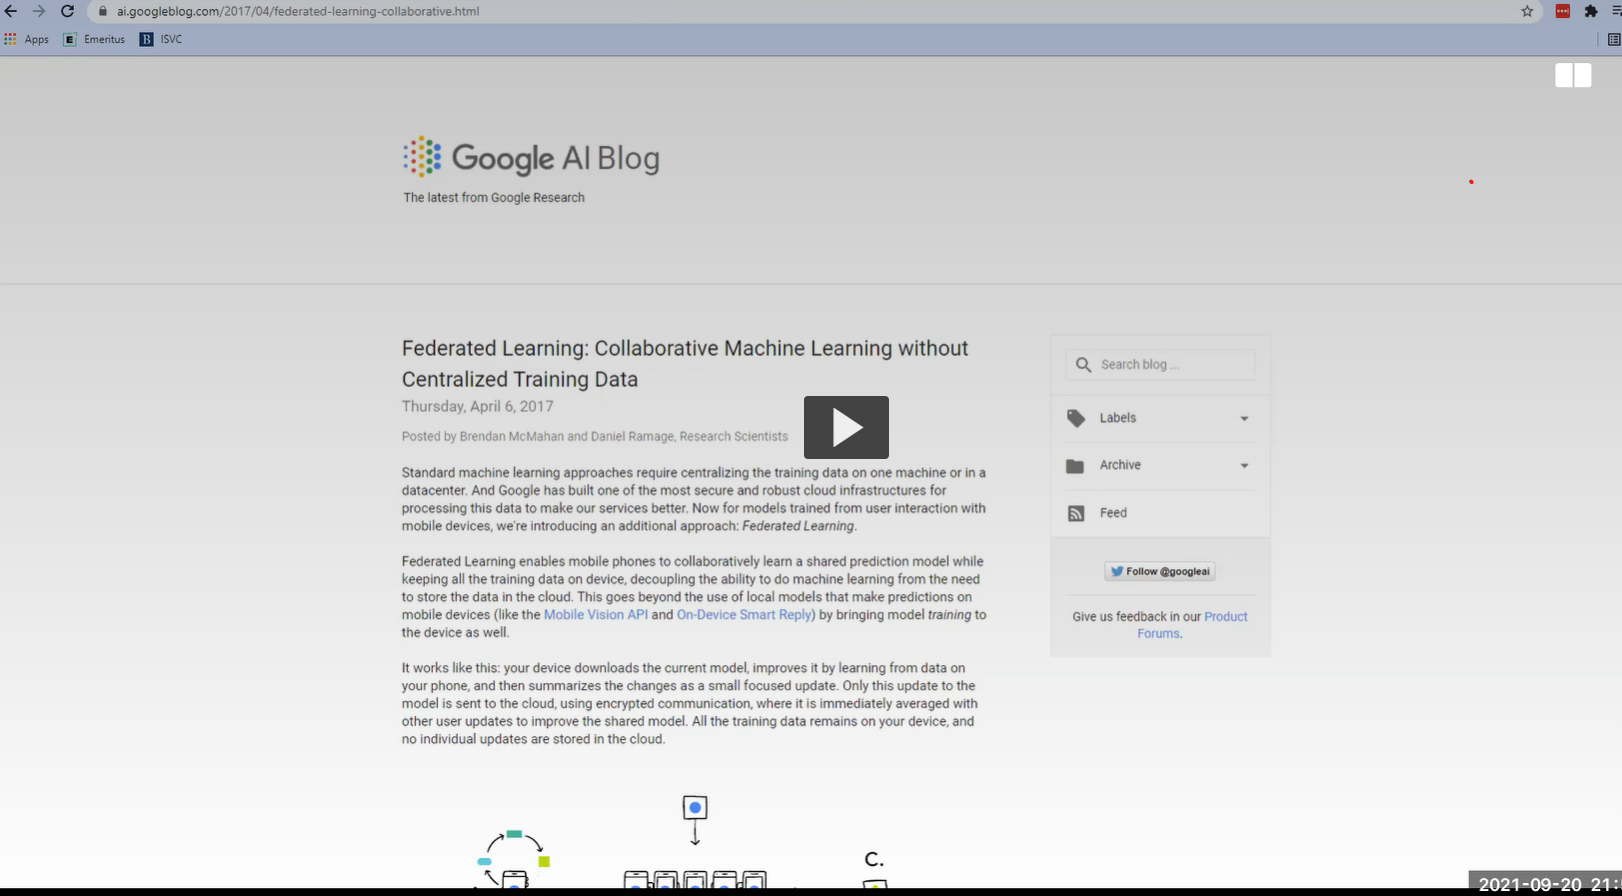 ai.googleblog.com/2017/04/federated-learning-collaborative.html
Apps E Emeritus B ISVC
Google AI Blog
The latest from Google Research
Federated Learning: Collaborative Machine Learning without
Centralized Training Data
Thursday, April 6, 2017
Posted by Brendan McMahan and Daniel Ramage, Research Scientists
Standard machine learning approaches require centralizing the training data on one machine or in a
datacenter. And Google has built one of the most secure and robust cloud infrastructures for
processing this data to make our services better. Now for models trained from user interaction with
mobile devices, we're introducing an additional approach: Federated Learning.
Federated Learning enables mobile phones to collaboratively learn a shared prediction model while
keeping all the training data on device, decoupling the ability to do machine learning from the need
to store the data in the cloud. This goes beyond the use of local models that make predictions on
mobile devices (like the Mobile Vision API and On-Device Smart Reply) by bringing model training to
the device as well.
It works like this: your device downloads the current model, improves it by learning from data on
your phone, and then summarizes the changes as a small focused update. Only this update to the
model is sent to the cloud, using encrypted communication, where it is immediately averaged with
other user updates to improve the shared model. All the training data remains on your device, and
no individual updates are stored in the cloud.
C.
Search blog ...
Labels
Archive
Feed
Follow @googleai
Give us feedback in our Product
Forums.
2021-09-20 21: